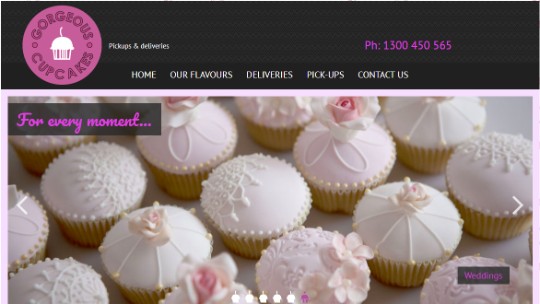 GORGEOUS
CUPCAKES
Pickups & deliveries
Ph: 1300 450 565
HOME OUR FLAVOURS DELIVERIES PICK-UPS CONTACT US
For every moment...
Weddings